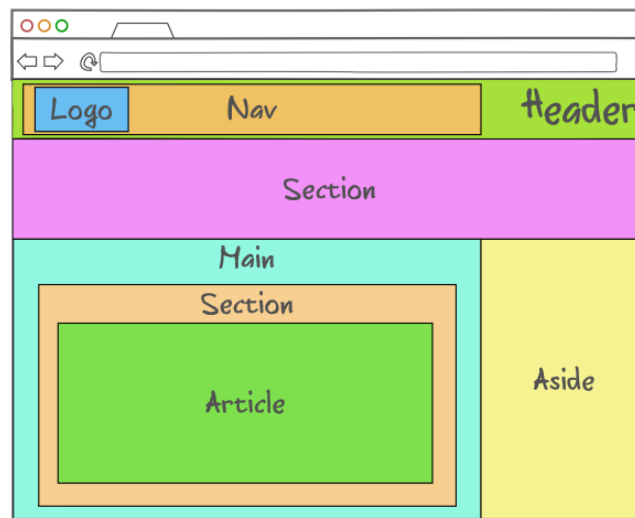 Logo Nav Header
Section
Main
Section
Article
Aside